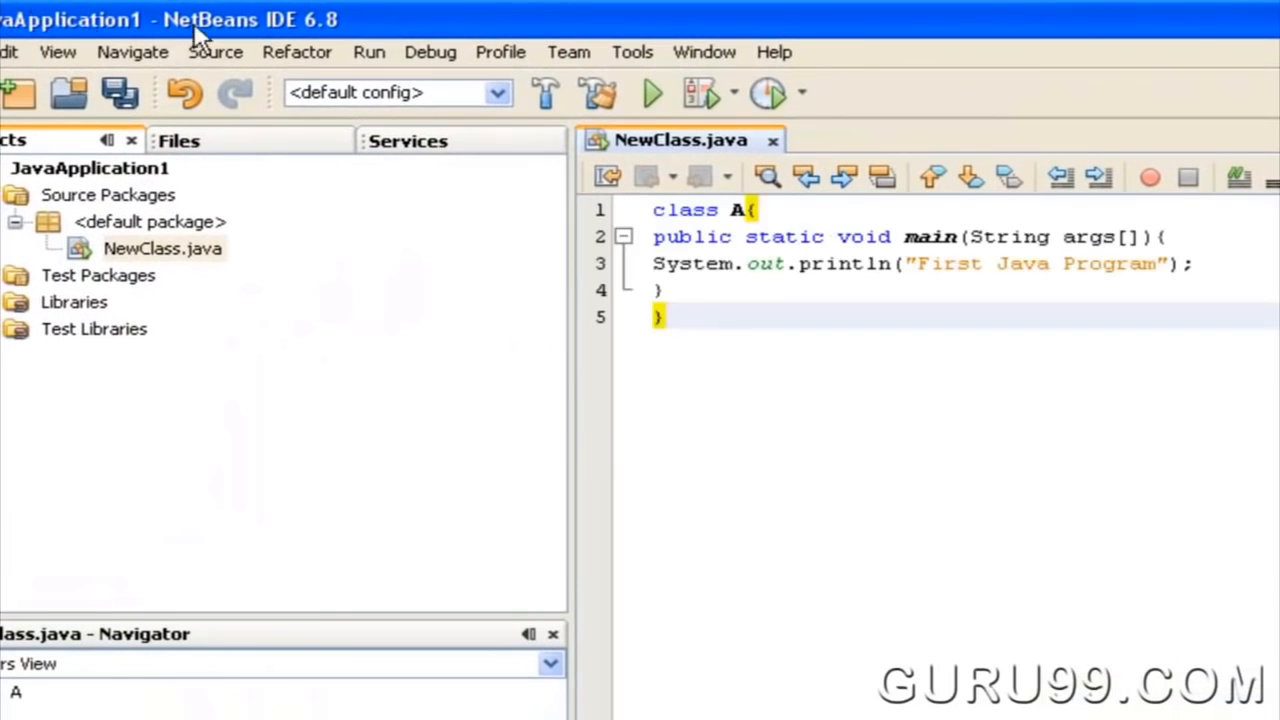 vaApplication1 - NetBeans IDE 6.8
dit View Navigate Source Refactor Run Debug Profile Team Tools Window Help
<default config>
cts Files Services
JavaApplication1
Source Packages
<default package>
NewClass.java
Test Packages
Libraries
Test Libraries
lass.java - Navigator
rs View
A
NewClass.java
1 class A{
2 public static void main(String args[]){
3 System.out.println("First Java Program");
4 }
5 }
GURU99.COM